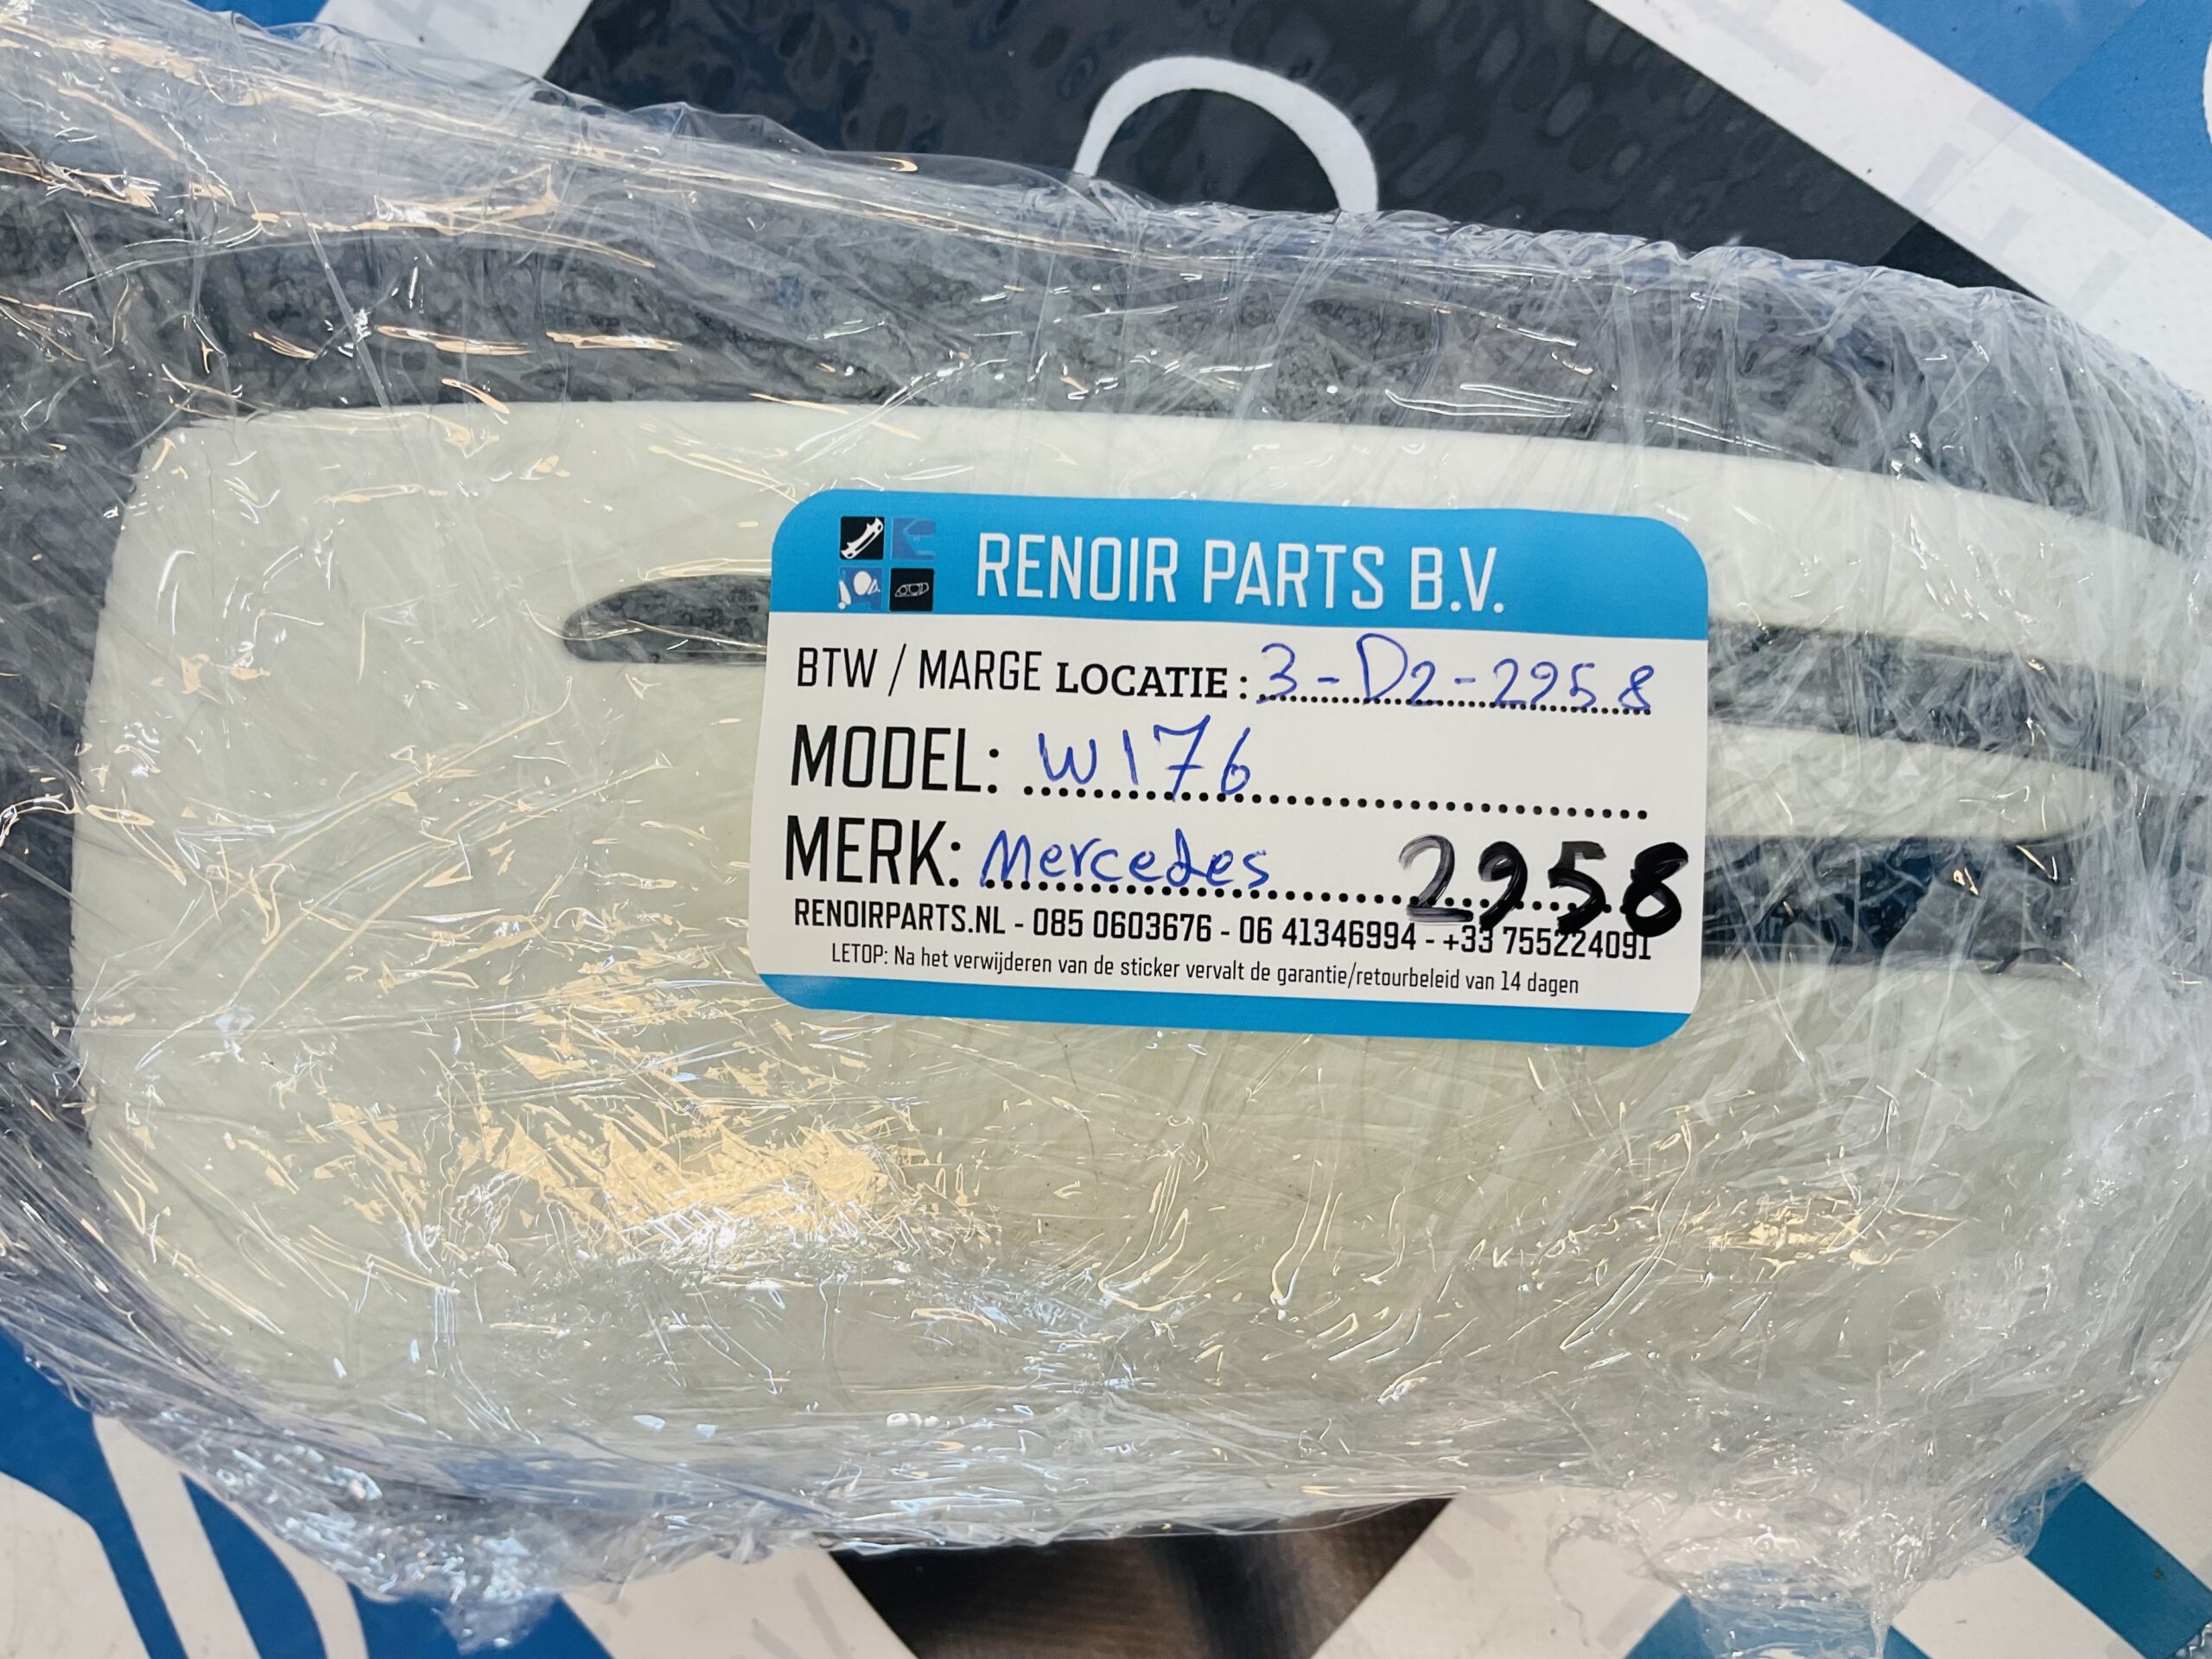 RENOIR PARTS B.V.
BTW / MARGE LOCATIE : 3-D2-2958
MODEL: W176
MERK: Mercedes 2958
RENOIRPARTS.NL - 085 0603676 - 06 41346994 - +33 755224091
LETOP: Na het verwijderen van de sticker vervalt de garantie/retourbeleid van 14 dagen